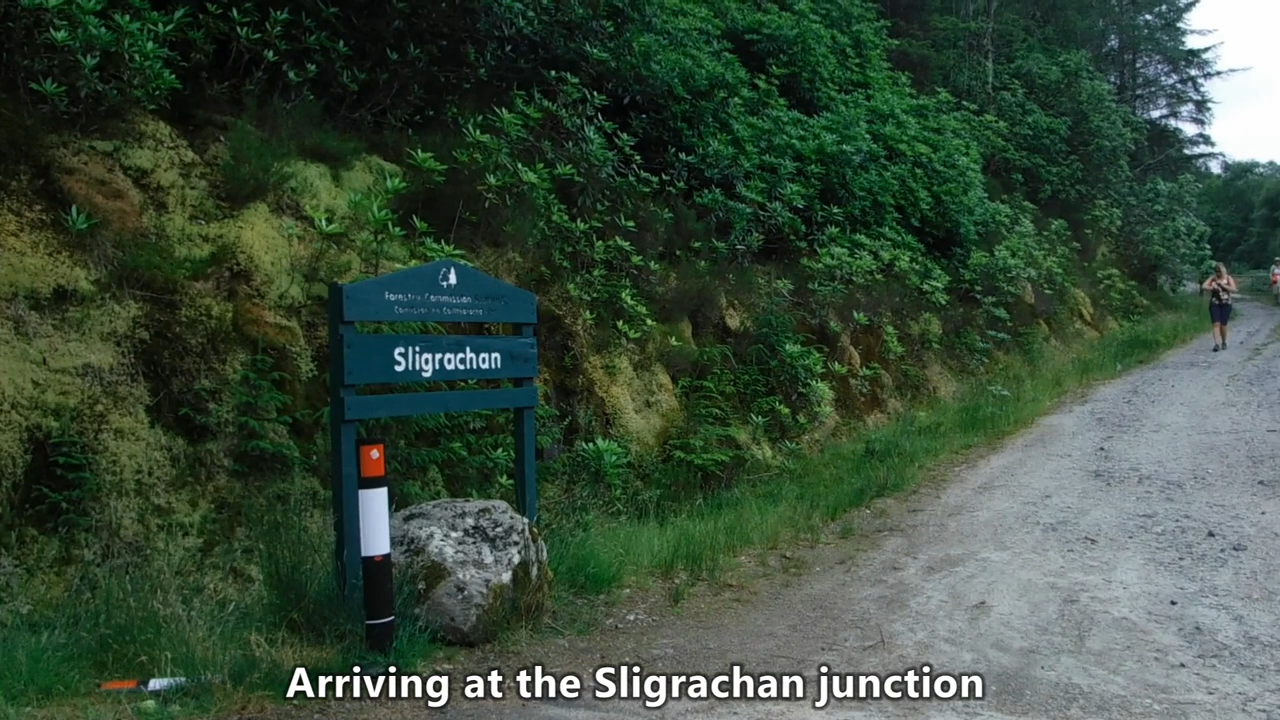 Forestry Commission
Sligrachan
Arriving at the Sligrachan junction